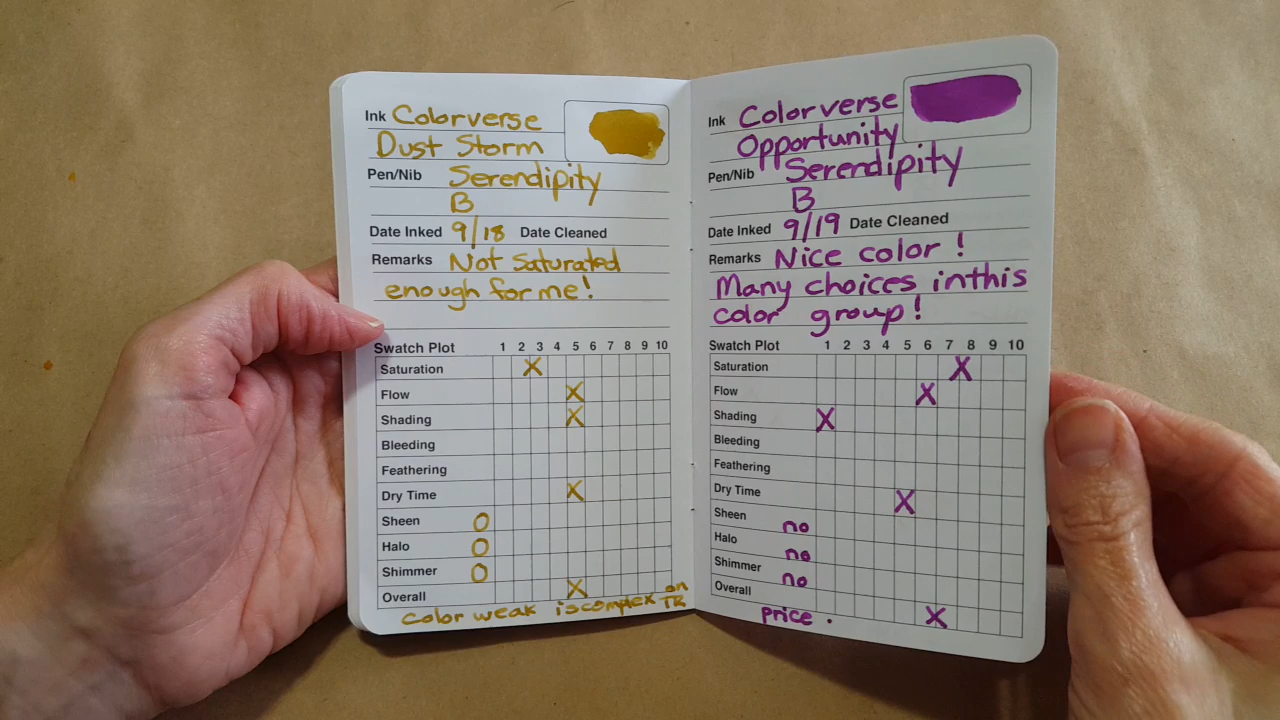 Ink Colorverse
Dust Storm
Pen/Nib Serendipity
B
Date Inked 9/18 Date Cleaned
Remarks Not Saturated
enough for me!
Swatch Plot 1 2 3 4 5 6 7 8 9 10
Saturation X
Flow X
Shading X
Bleeding
Feathering
Dry Time X
Sheen O
Halo O
Shimmer O
Overall X
Color weak is complex on TR
Ink Colorverse
Opportunity
Pen/Nib Serendipity
B
Date Inked 9/19 Date Cleaned
Remarks Nice color!
Many choices in this
color group!
Swatch Plot 1 2 3 4 5 6 7 8 9 10
Saturation X
Flow X
Shading X
Bleeding
Feathering
Dry Time X
Sheen no
Halo no
Shimmer no
Overall X
price.